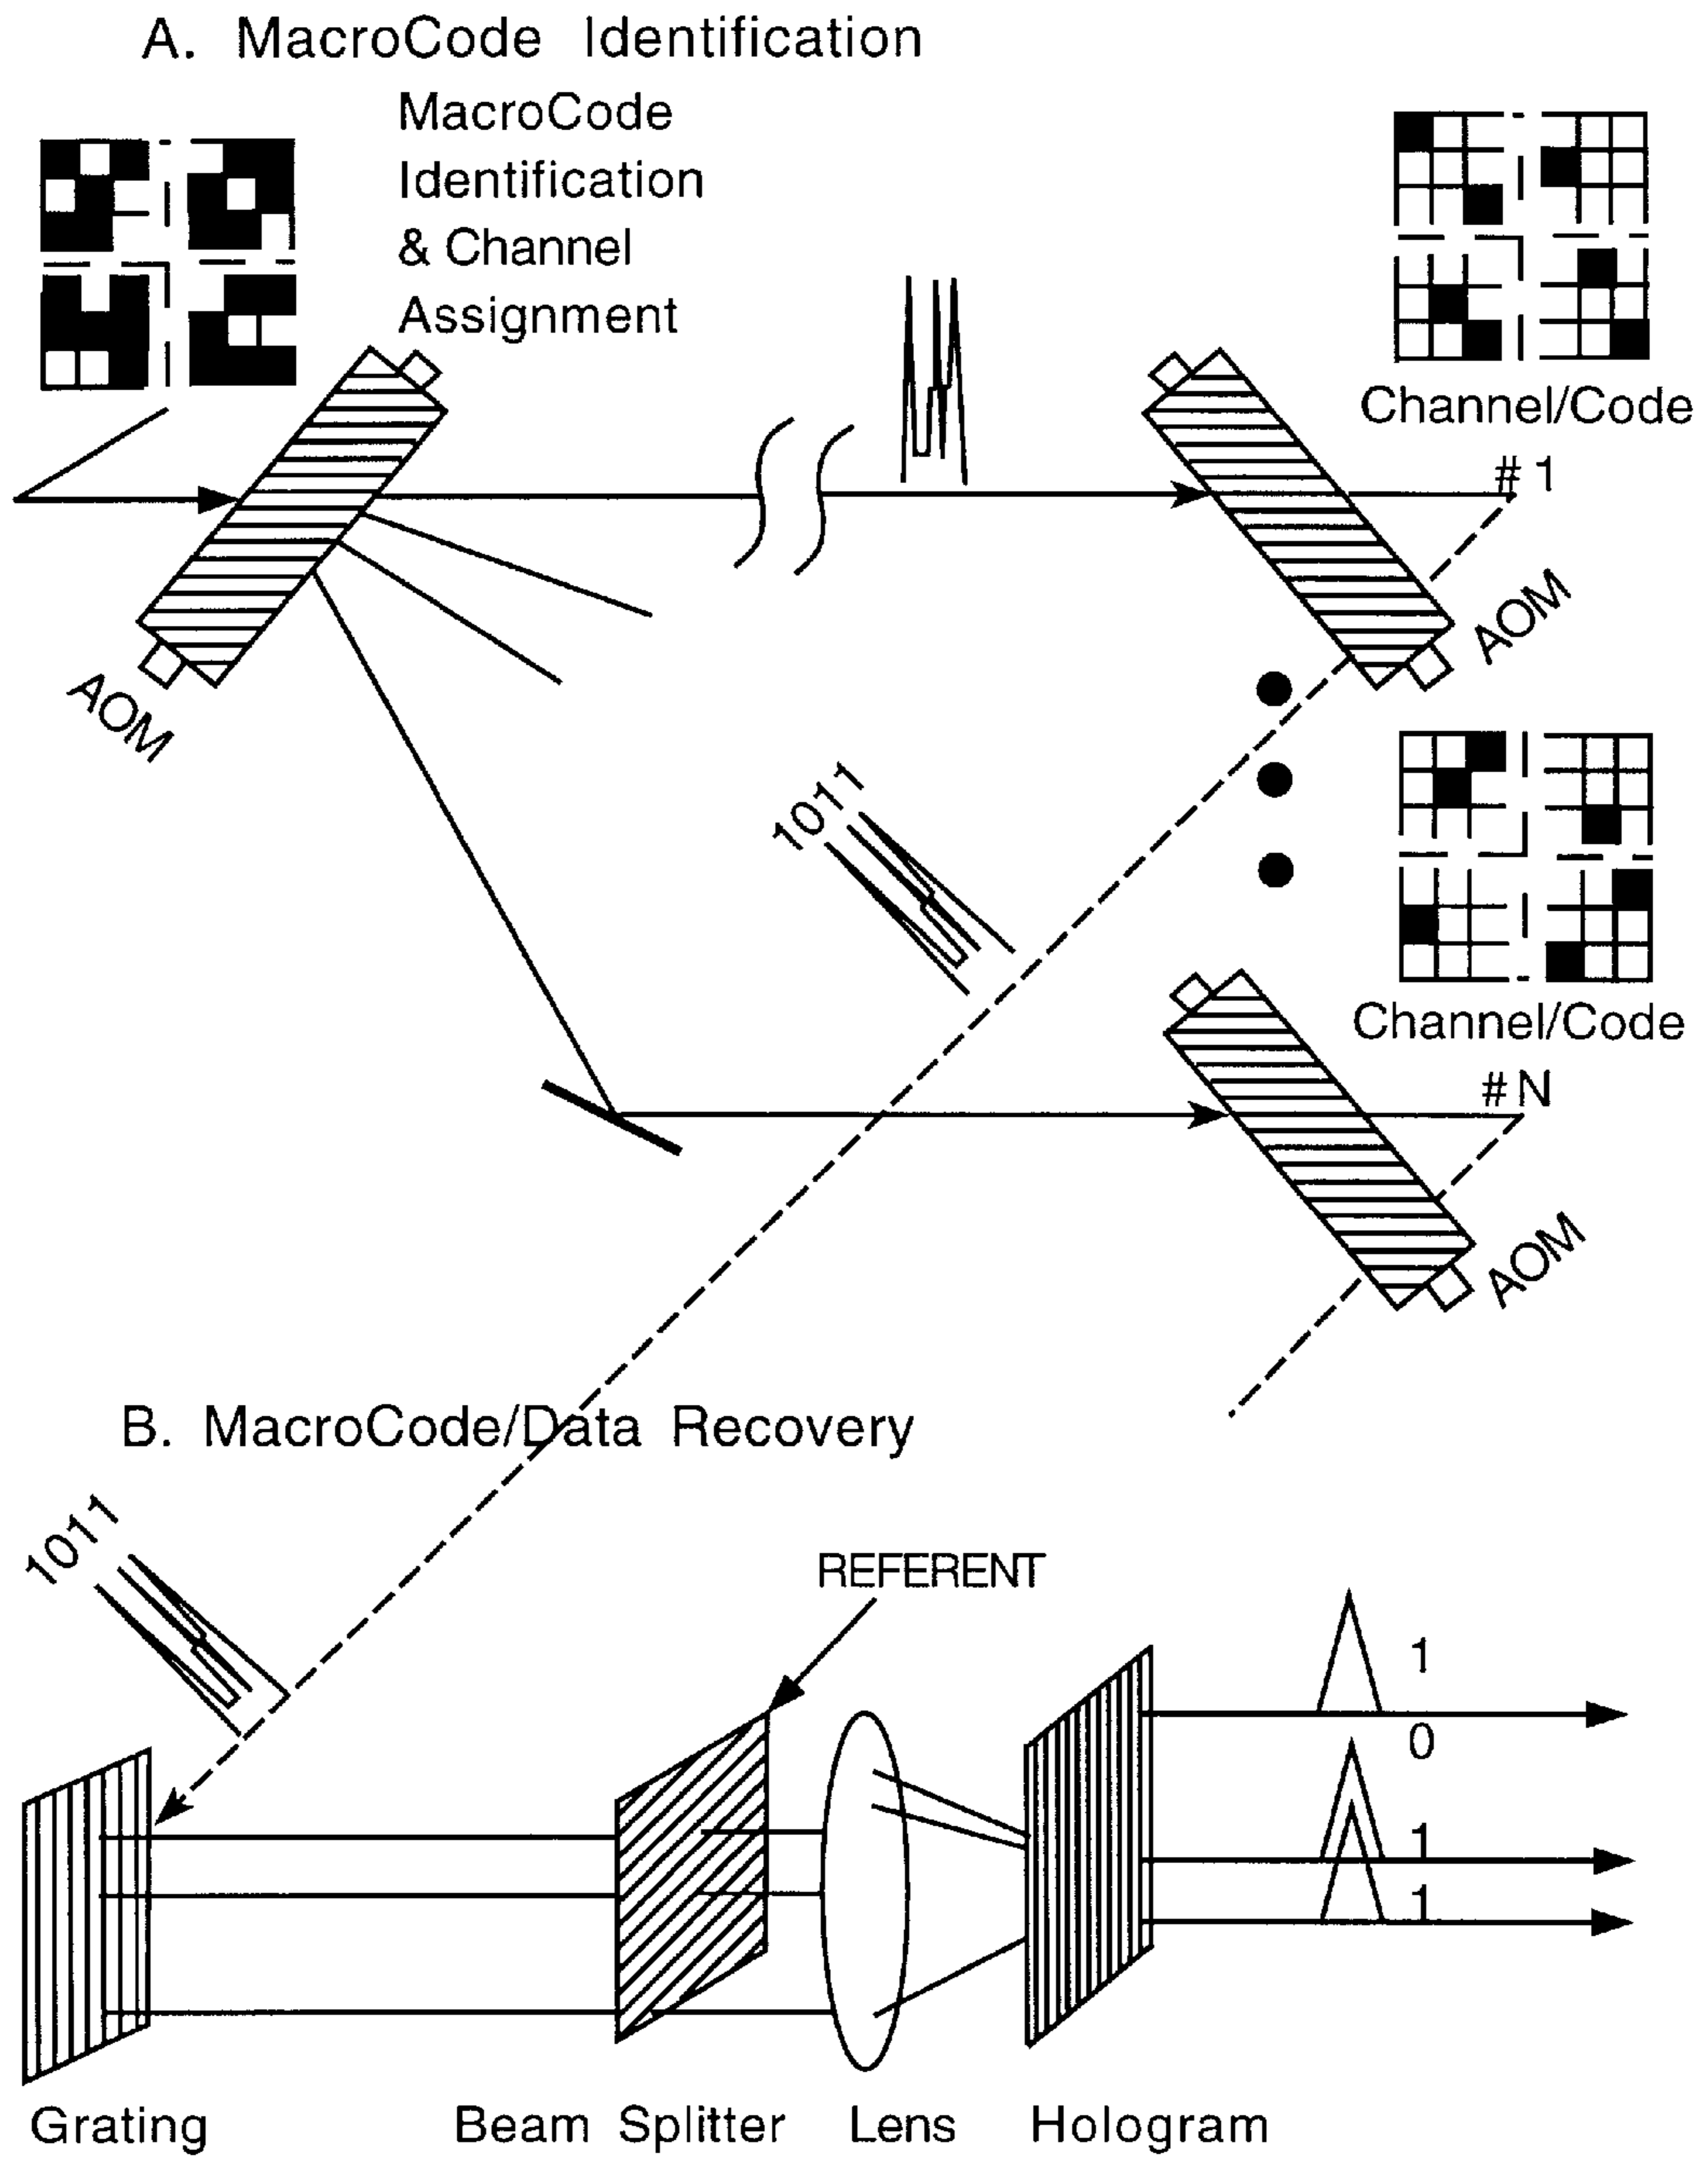 A. MacroCode Identification
MacroCode
Identification
& Channel
Assignment
Channel/Code
#1
AOM
AOM
1011
Channel/Code
#N
AOM
B. MacroCode/Data Recovery
1011
REFERENT
1
0
1
1
Grating
Beam Splitter
Lens
Hologram